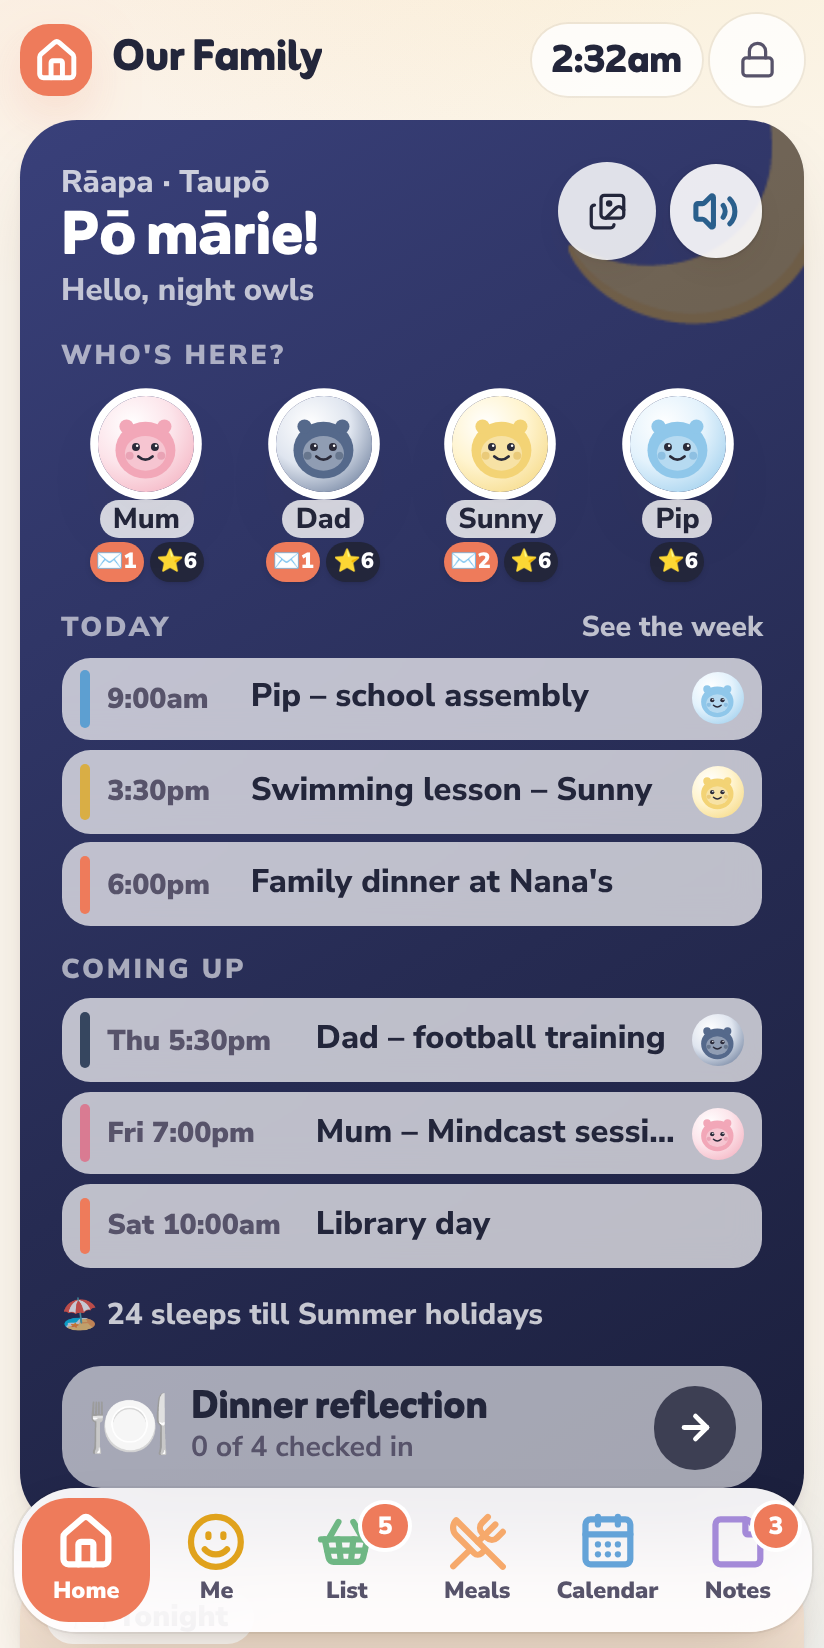 Our Family
2:32am
Rāapa · Taupō
Pō mārie!
Hello, night owls
WHO'S HERE?
Mum
Dad
Sunny
Pip
1
6
1
6
2
6
6
TODAY
See the week
9:00am Pip – school assembly
3:30pm Swimming lesson – Sunny
6:00pm Family dinner at Nana's
COMING UP
Thu 5:30pm Dad – football training
Fri 7:00pm Mum – Mindcast sessi...
Sat 10:00am Library day
24 sleeps till Summer holidays
Dinner reflection
0 of 4 checked in
5
3
Home
Me
List
Meals
Calendar
Notes
Tonight